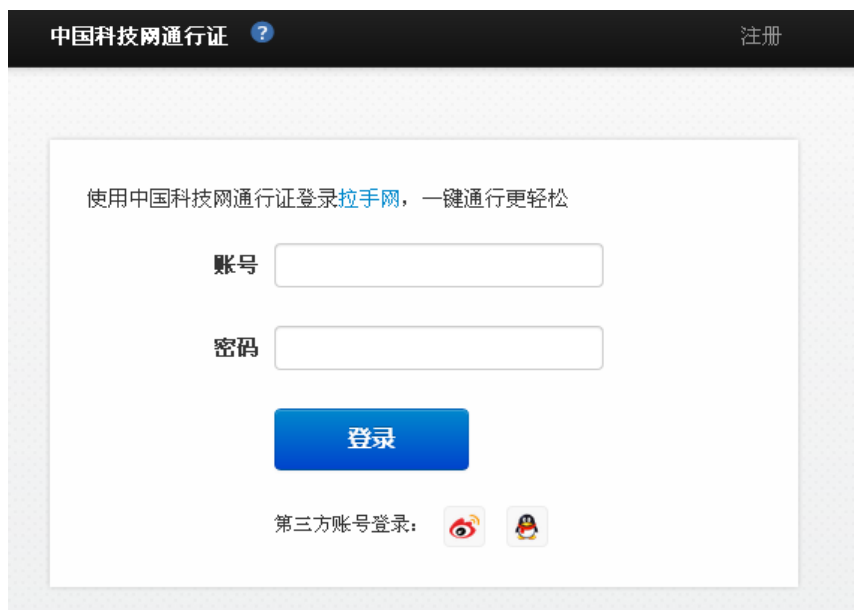 中国科技网通行证 ? 注册
使用中国科技网通行证登录拉手网，一键通行更轻松
账号
密码
登录
第三方账号登录：